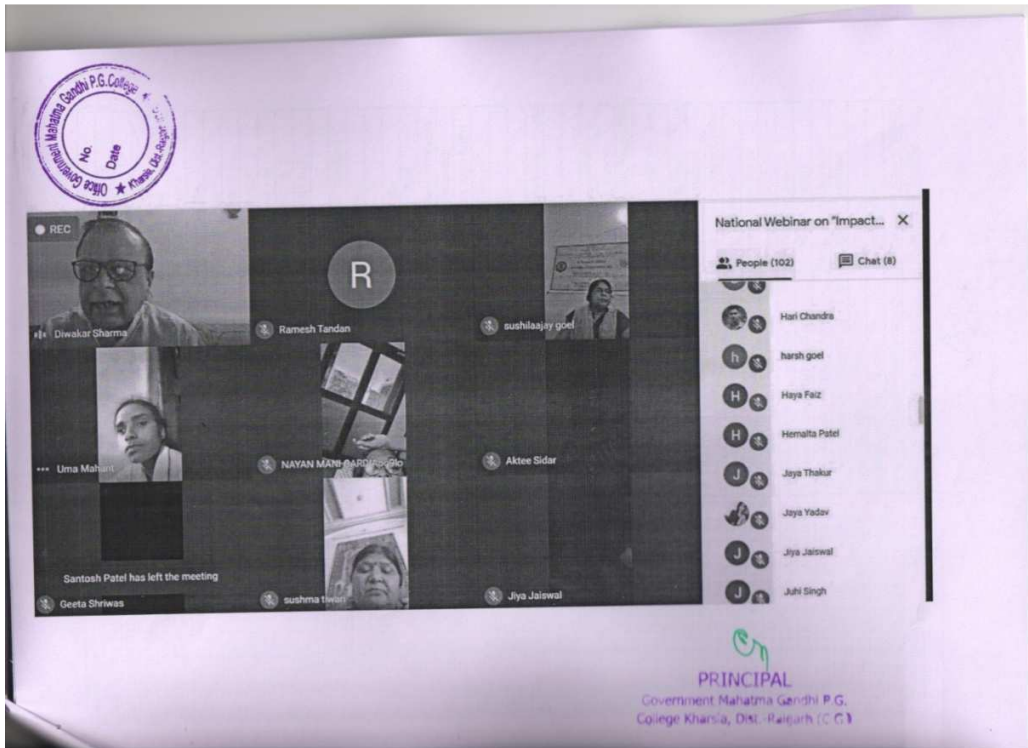 Office Government Mahatma Gandhi P.G. College
Kharsia, Dist.-Raigarh
No.
Date
REC
Diwakar Sharma
R
Ramesh Tandan
sushilaajay goel
Uma Mahant
NAYAN MANI
Aktee Sidar
Santosh Patel has left the meeting
Geeta Shriwas
sushma tiwari
Jiya Jaiswal
National Webinar on "Impact...
People (102)
Chat (8)
Hari Chandra
h
harsh goel
H
Haya Faiz
H
Hemalta Patel
J
Jaya Thakur
Jaya Yadav
J
Jiya Jaiswal
J
Juhi Singh
PRINCIPAL
Government Mahatma Gandhi P.G.
College Kharsia, Dist.-Raigarh (C G)